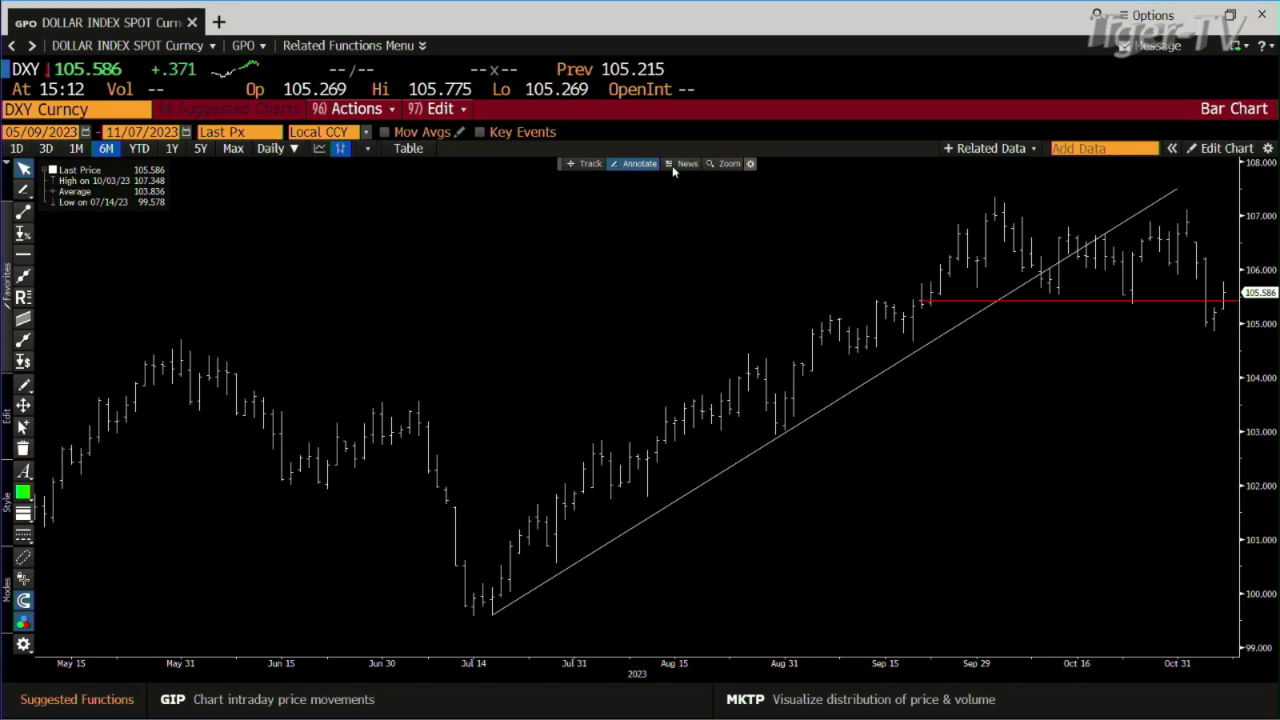 GPO DOLLAR INDEX SPOT Curn
Options
Tiger-TV
DOLLAR INDEX SPOT Curncy GPO Related Functions Menu
Message
DXY 105.586 +.371 --/-- --x-- Prev 105.215
At 15:12 Vol -- Op 105.269 Hi 105.775 Lo 105.269 OpenInt --
DXY Curncy 96) Suggested Charts 96) Actions 97) Edit Bar Chart
05/09/2023 11/07/2023 Last Px Local CCY Mov Avgs Key Events
1D 3D 1M 6M YTD 1Y 5Y Max Daily Table + Related Data Add Data Edit Chart
Track Annotate News Zoom
Last Price 105.586
High on 10/03/23 107.348
Average 103.836
Low on 07/14/23 99.578
108.000
107.000
106.000
105.586
105.000
104.000
103.000
102.000
101.000
100.000
99.000
Favorites
Edit
Style
Modes
May 15 May 31 Jun 15 Jun 30 Jul 14 Jul 31 Aug 15 Aug 31 Sep 15 Sep 29 Oct 16 Oct 31
2023
Suggested Functions GIP Chart intraday price movements MKTP Visualize distribution of price & volume